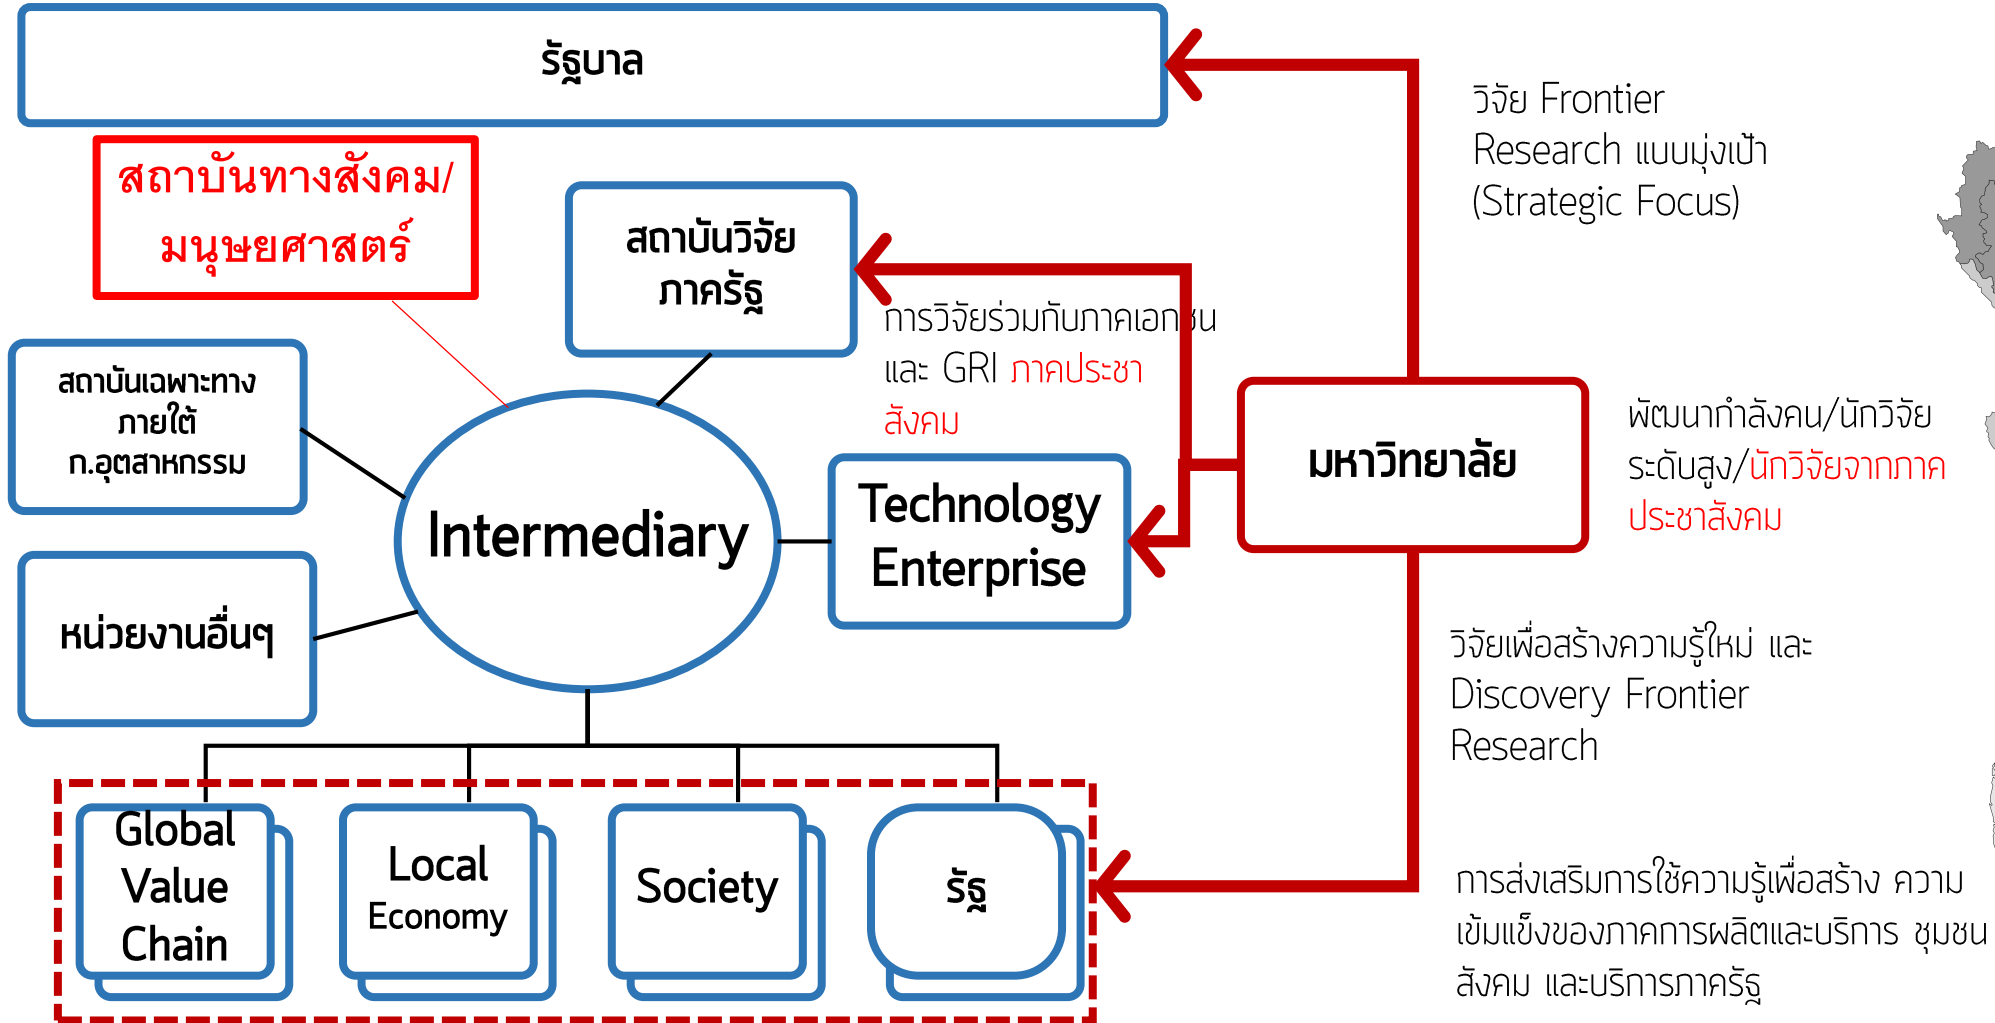 รัฐบาล
วิจัย Frontier
Research แบบมุ่งเป้า
(Strategic Focus)
สถาบันทางสังคม/
มนุษยศาสตร์
สถาบันวิจัย
ภาครัฐ
การวิจัยร่วมกับภาคเอกชน
และ GRI ภาคประชา
สังคม
สถาบันเฉพาะทาง
ภายใต้
ก.อุตสาหกรรม
Intermediary
Technology
Enterprise
มหาวิทยาลัย
พัฒนากำลังคน/นักวิจัย
ระดับสูง/นักวิจัยจากภาค
ประชาสังคม
หน่วยงานอื่นๆ
วิจัยเพื่อสร้างความรู้ใหม่ และ
Discovery Frontier
Research
Global
Value
Chain
Local
Economy
Society
รัฐ
การส่งเสริมการใช้ความรู้เพื่อสร้าง ความ
เข้มแข็งของภาคการผลิตและบริการ ชุมชน
สังคม และบริการภาครัฐ